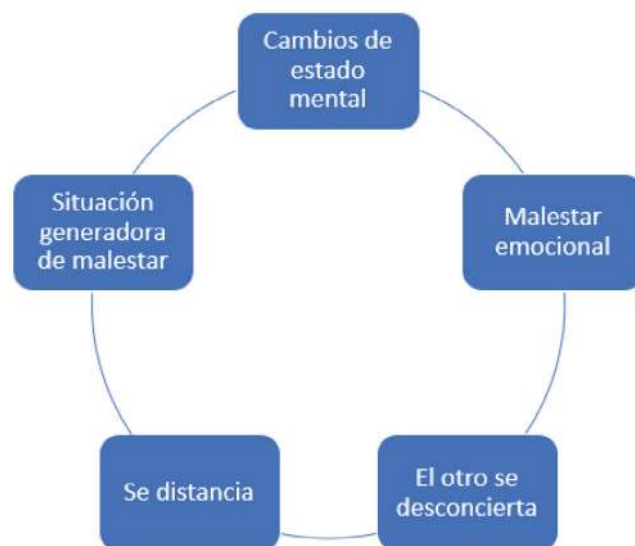 Cambios de
estado
mental
Malestar
emocional
El otro se
desconcierta
Se distancia
Situación
generadora
de malestar